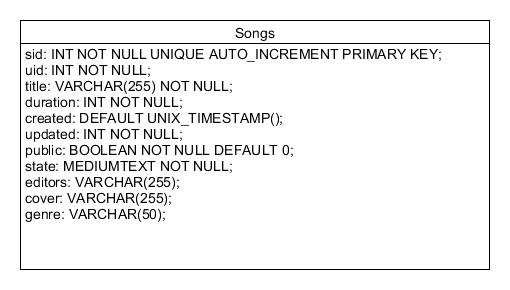 Songs
sid: INT NOT NULL UNIQUE AUTO_INCREMENT PRIMARY KEY;
uid: INT NOT NULL;
title: VARCHAR(255) NOT NULL;
duration: INT NOT NULL;
created: DEFAULT UNIX_TIMESTAMP();
updated: INT NOT NULL;
public: BOOLEAN NOT NULL DEFAULT 0;
state: MEDIUMTEXT NOT NULL;
editors: VARCHAR(255);
cover: VARCHAR(255);
genre: VARCHAR(50);